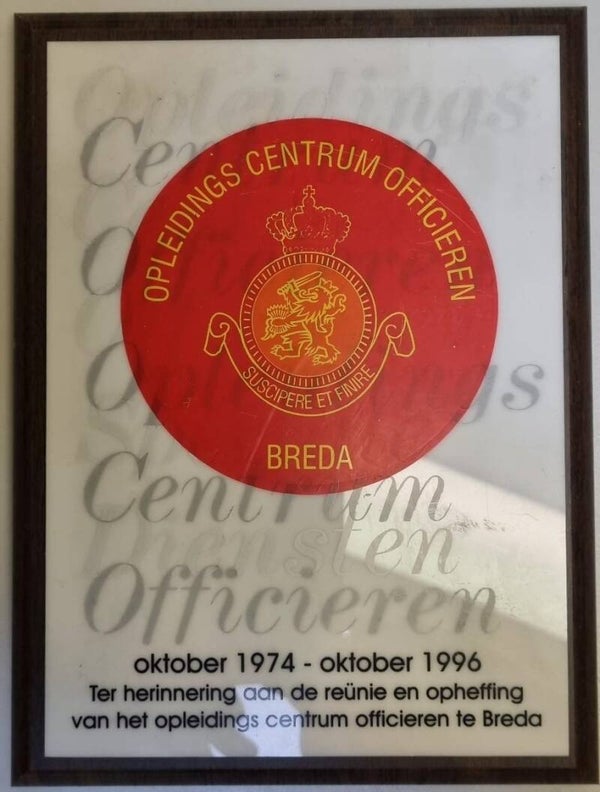 Opleidings
Centrum
OPLEIDINGS CENTRUM OFFICIEREN
Officieren
Opleidings
SUSCIPERE ET FINIRE
BREDA
Centrum
Diensten
Officieren
oktober 1974 - oktober 1996
Ter herinnering aan de reünie en opheffing
van het opleidings centrum officieren te Breda